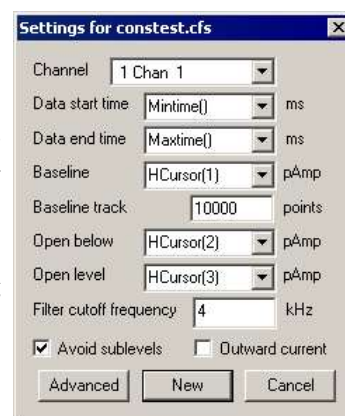 Settings for constest.cfs
Channel 1 Chan 1
Data start time Mintime() ms
Data end time Maxtime() ms
Baseline HCursor(1) pAmp
Baseline track 10000 points
Open below HCursor(2) pAmp
Open level HCursor(3) pAmp
Filter cutoff frequency 4 kHz
Avoid sublevels Outward current
Advanced New Cancel